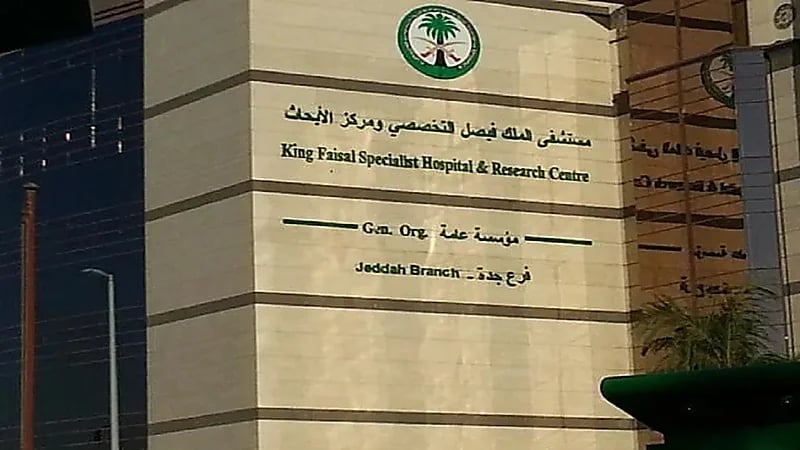 مستشفى الملك فيصل التخصصي ومركز الأبحاث
King Faisal Specialist Hospital & Research Centre
Gen. Org. مؤسسة عامة
Jeddah Branch - فرع جدة